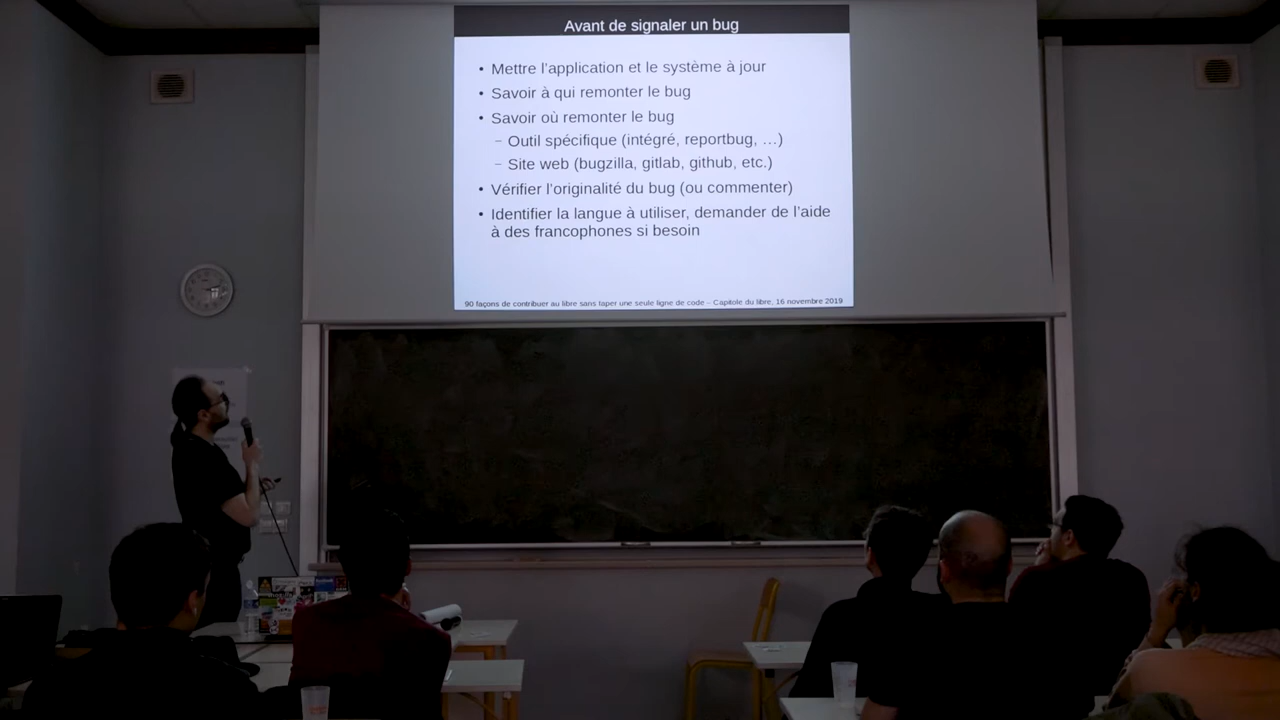 Avant de signaler un bug
• Mettre l'application et le système à jour
• Savoir à qui remonter le bug
• Savoir où remonter le bug
– Outil spécifique (intégré, reportbug, …)
– Site web (bugzilla, gitlab, github, etc.)
• Vérifier l'originalité du bug (ou commenter)
• Identifier la langue à utiliser, demander de l'aide
à des francophones si besoin
90 façons de contribuer au libre sans taper une seule ligne de code – Capitole du libre, 16 novembre 2019